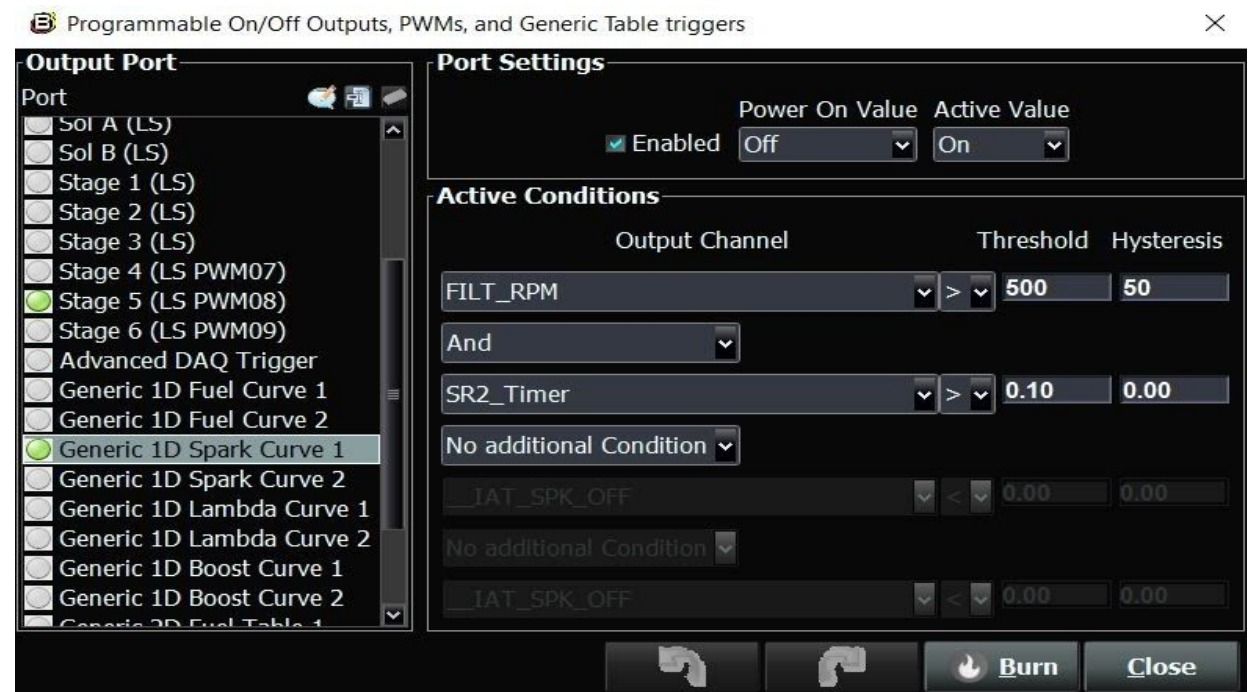 Programmable On/Off Outputs, PWMs, and Generic Table triggers
Output Port
Port
Sol A (LS)
Sol B (LS)
Stage 1 (LS)
Stage 2 (LS)
Stage 3 (LS)
Stage 4 (LS PWM07)
Stage 5 (LS PWM08)
Stage 6 (LS PWM09)
Advanced DAQ Trigger
Generic 1D Fuel Curve 1
Generic 1D Fuel Curve 2
Generic 1D Spark Curve 1
Generic 1D Spark Curve 2
Generic 1D Lambda Curve 1
Generic 1D Lambda Curve 2
Generic 1D Boost Curve 1
Generic 1D Boost Curve 2
Generic 2D Fuel Table 1
Port Settings
Power On Value Active Value
Enabled Off On
Active Conditions
Output Channel Threshold Hysteresis
FILT_RPM > 500 50
And
SR2_Timer > 0.10 0.00
No additional Condition
__IAT_SPK_OFF < 0.00 0.00
No additional Condition
__IAT_SPK_OFF < 0.00 0.00
Burn Close